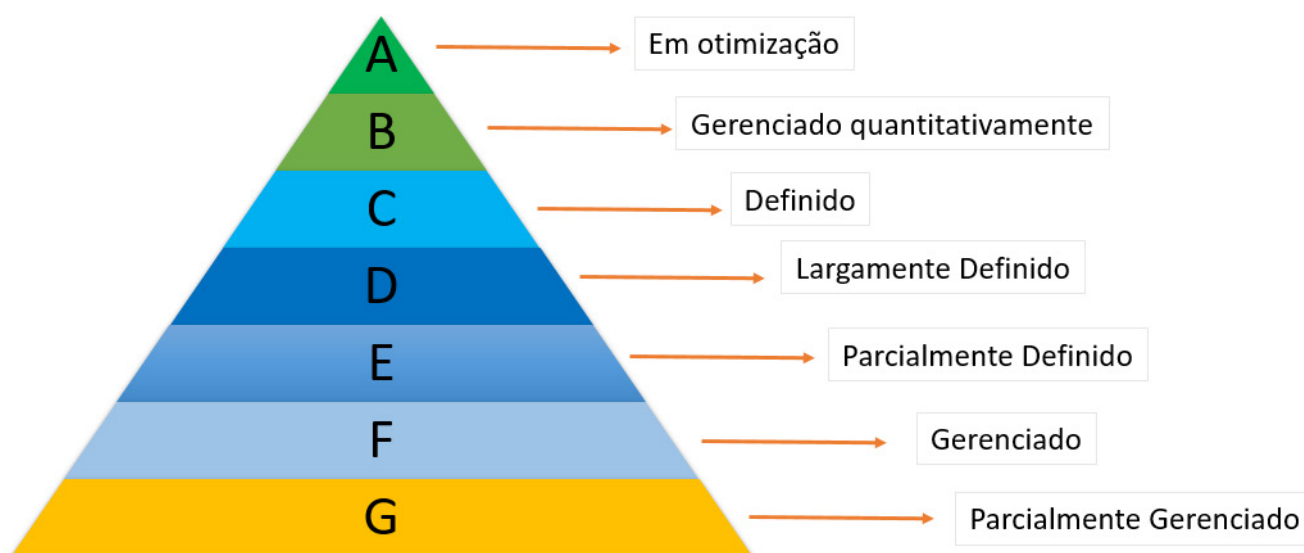 A
Em otimização
B
Gerenciado quantitativamente
C
Definido
D
Largamente Definido
E
Parcialmente Definido
F
Gerenciado
G
Parcialmente Gerenciado